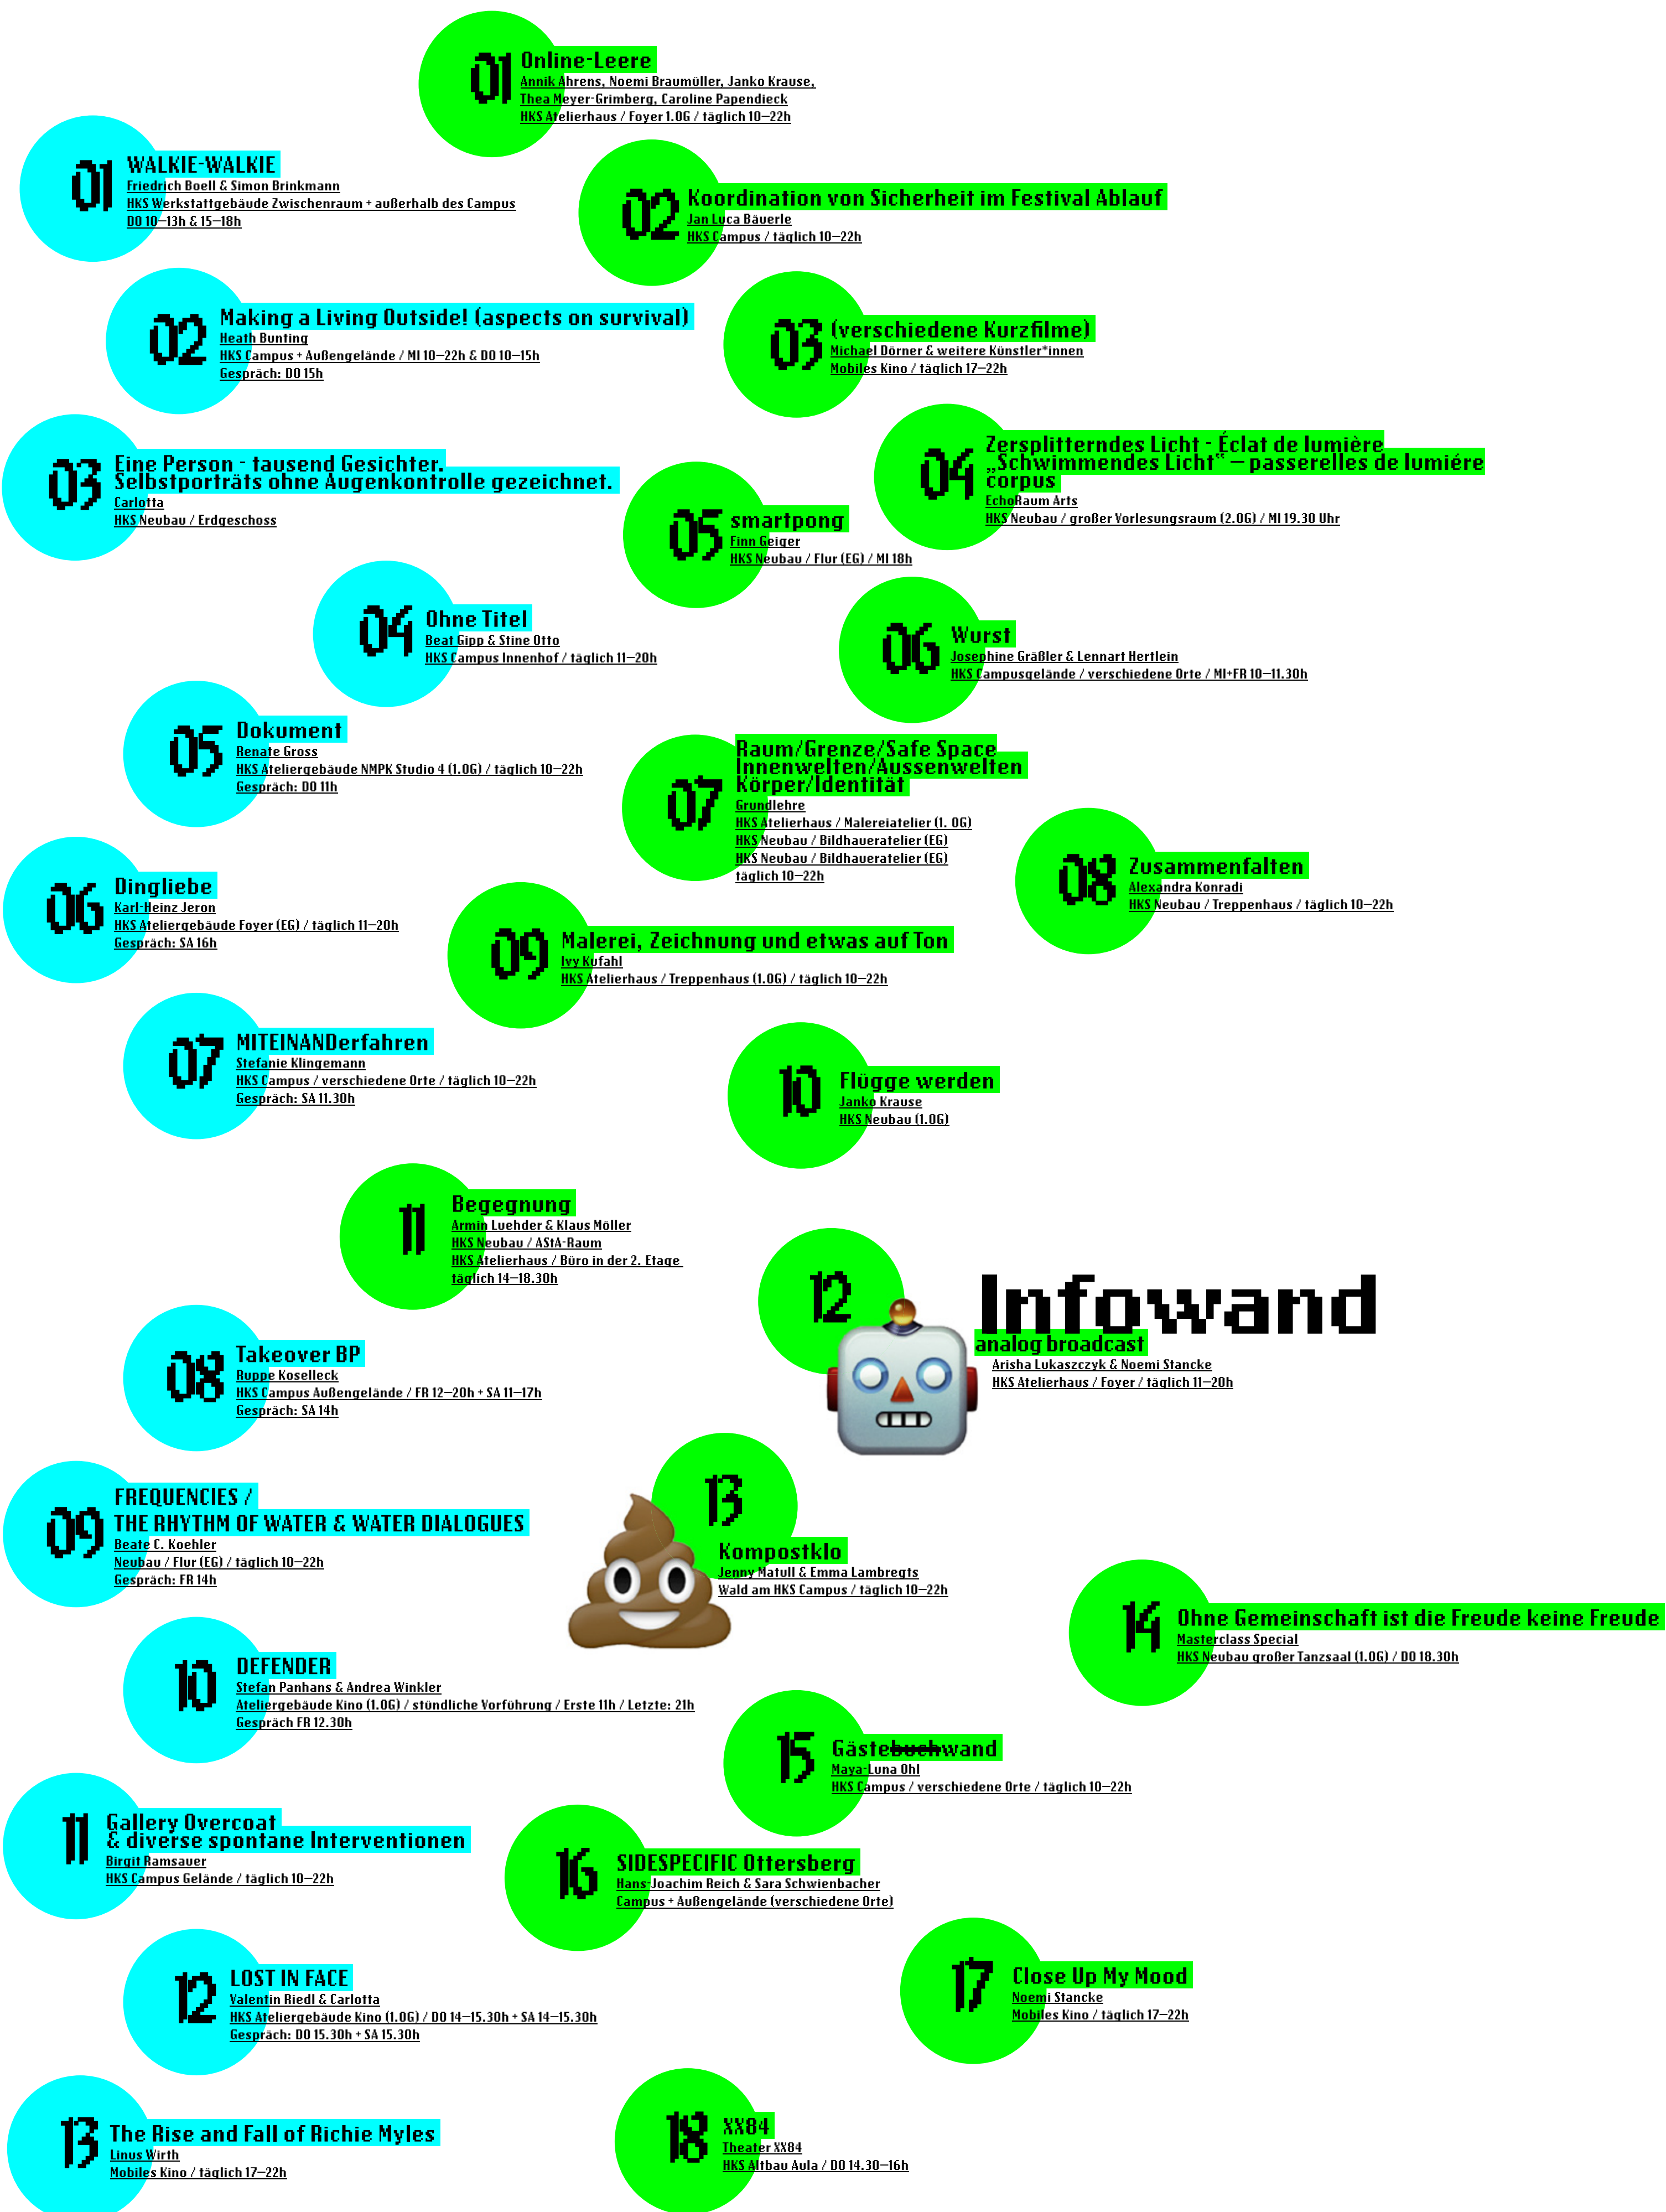 01
Online-Leere
Annik Ahrens, Noemi Braumüller, Janko Krause,
Thea Meyer-Grimberg, Caroline Papendieck
HKS Atelierhaus / Foyer 1.OG / täglich 10–22h
01
WALKIE-WALKIE
Friedrich Boell & Simon Brinkmann
HKS Werkstattgebäude Zwischenraum + außerhalb des Campus
DO 10–13h & 15–18h
02
Koordination von Sicherheit im Festival Ablauf
Jan Luca Bäuerle
HKS Campus / täglich 10–22h
02
Making a Living Outside! (aspects on survival)
Heath Bunting
HKS Campus + Außengelände / MI 10–22h & DO 10–15h
Gespräch: DO 15h
03
(verschiedene Kurzfilme)
Michael Dörner & weitere Künstler*innen
Mobiles Kino / täglich 17–22h
03
Eine Person - tausend Gesichter.
Selbstporträts ohne Augenkontrolle gezeichnet.
Carlotta
HKS Neubau / Erdgeschoss
04
Zersplitterndes Licht - Éclat de lumière
„Schwimmendes Licht“ – passerelles de lumiére
corpus
EchoRaum Arts
HKS Neubau / großer Vorlesungsraum (2.OG) / MI 19.30 Uhr
05
smartpong
Finn Geiger
HKS Neubau / Flur (EG) / MI 18h
04
Ohne Titel
Beat Gipp & Stine Otto
HKS Campus Innenhof / täglich 11–20h
06
Wurst
Josephine Gräßler & Lennart Hertlein
HKS Campusgelände / verschiedene Orte / MI+FR 10–11.30h
05
Dokument
Renate Gross
HKS Ateliergebäude NMPK Studio 4 (1.OG) / täglich 10–22h
Gespräch: DO 11h
07
Raum/Grenze/Safe Space
Innenwelten/Aussenwelten
Körper/Identität
Grundlehre
HKS Atelierhaus / Malereiatelier (1. OG)
HKS Neubau / Bildhaueratelier (EG)
HKS Neubau / Bildhaueratelier (EG)
täglich 10–22h
08
Zusammenfalten
Alexandra Konradi
HKS Neubau / Treppenhaus / täglich 10–22h
06
Dingliebe
Karl-Heinz Jeron
HKS Ateliergebäude Foyer (EG) / täglich 11–20h
Gespräch: SA 16h
09
Malerei, Zeichnung und etwas auf Ton
Ivy Kufahl
HKS Atelierhaus / Treppenhaus (1.OG) / täglich 10–22h
07
MITEINANDerfahren
Stefanie Klingemann
HKS Campus / verschiedene Orte / täglich 10–22h
Gespräch: SA 11.30h
10
Flügge werden
Janko Krause
HKS Neubau (1.OG)
11
Begegnung
Armin Luehder & Klaus Möller
HKS Neubau / AStA-Raum
HKS Atelierhaus / Büro in der 2. Etage
täglich 14–18.30h
12
Infowand
analog broadcast
Arisha Lukaszczyk & Noemi Stancke
HKS Atelierhaus / Foyer / täglich 11–20h
08
Takeover BP
Ruppe Koselleck
HKS Campus Außengelände / FR 12–20h + SA 11–17h
Gespräch: SA 14h
13
Kompostklo
Jenny Matull & Emma Lambregts
Wald am HKS Campus / täglich 10–22h
09
FREQUENCIES /
THE RHYTHM OF WATER & WATER DIALOGUES
Beate C. Koehler
Neubau / Flur (EG) / täglich 10–22h
Gespräch: FR 14h
14
Ohne Gemeinschaft ist die Freude keine Freude
Masterclass Special
HKS Neubau großer Tanzsaal (1.OG) / DO 18.30h
10
DEFENDER
Stefan Panhans & Andrea Winkler
Ateliergebäude Kino (1.OG) / stündliche Vorführung / Erste 11h / Letzte: 21h
Gespräch FR 12.30h
15
Gästebuchwand
Maya-Luna Ohl
HKS Campus / verschiedene Orte / täglich 10–22h
11
Gallery Overcoat
& diverse spontane Interventionen
Birgit Ramsauer
HKS Campus Gelände / täglich 10–22h
16
SIDESPECIFIC Ottersberg
Hans-Joachim Reich & Sara Schwienbacher
Campus + Außengelände (verschiedene Orte)
12
LOST IN FACE
Valentin Riedl & Carlotta
HKS Ateliergebäude Kino (1.OG) / DO 14–15.30h + SA 14–15.30h
Gespräch: DO 15.30h + SA 15.30h
17
Close Up My Mood
Noemi Stancke
Mobiles Kino / täglich 17–22h
13
The Rise and Fall of Richie Myles
Linus Wirth
Mobiles Kino / täglich 17–22h
18
XX84
Theater XX84
HKS Altbau Aula / DO 14.30–16h